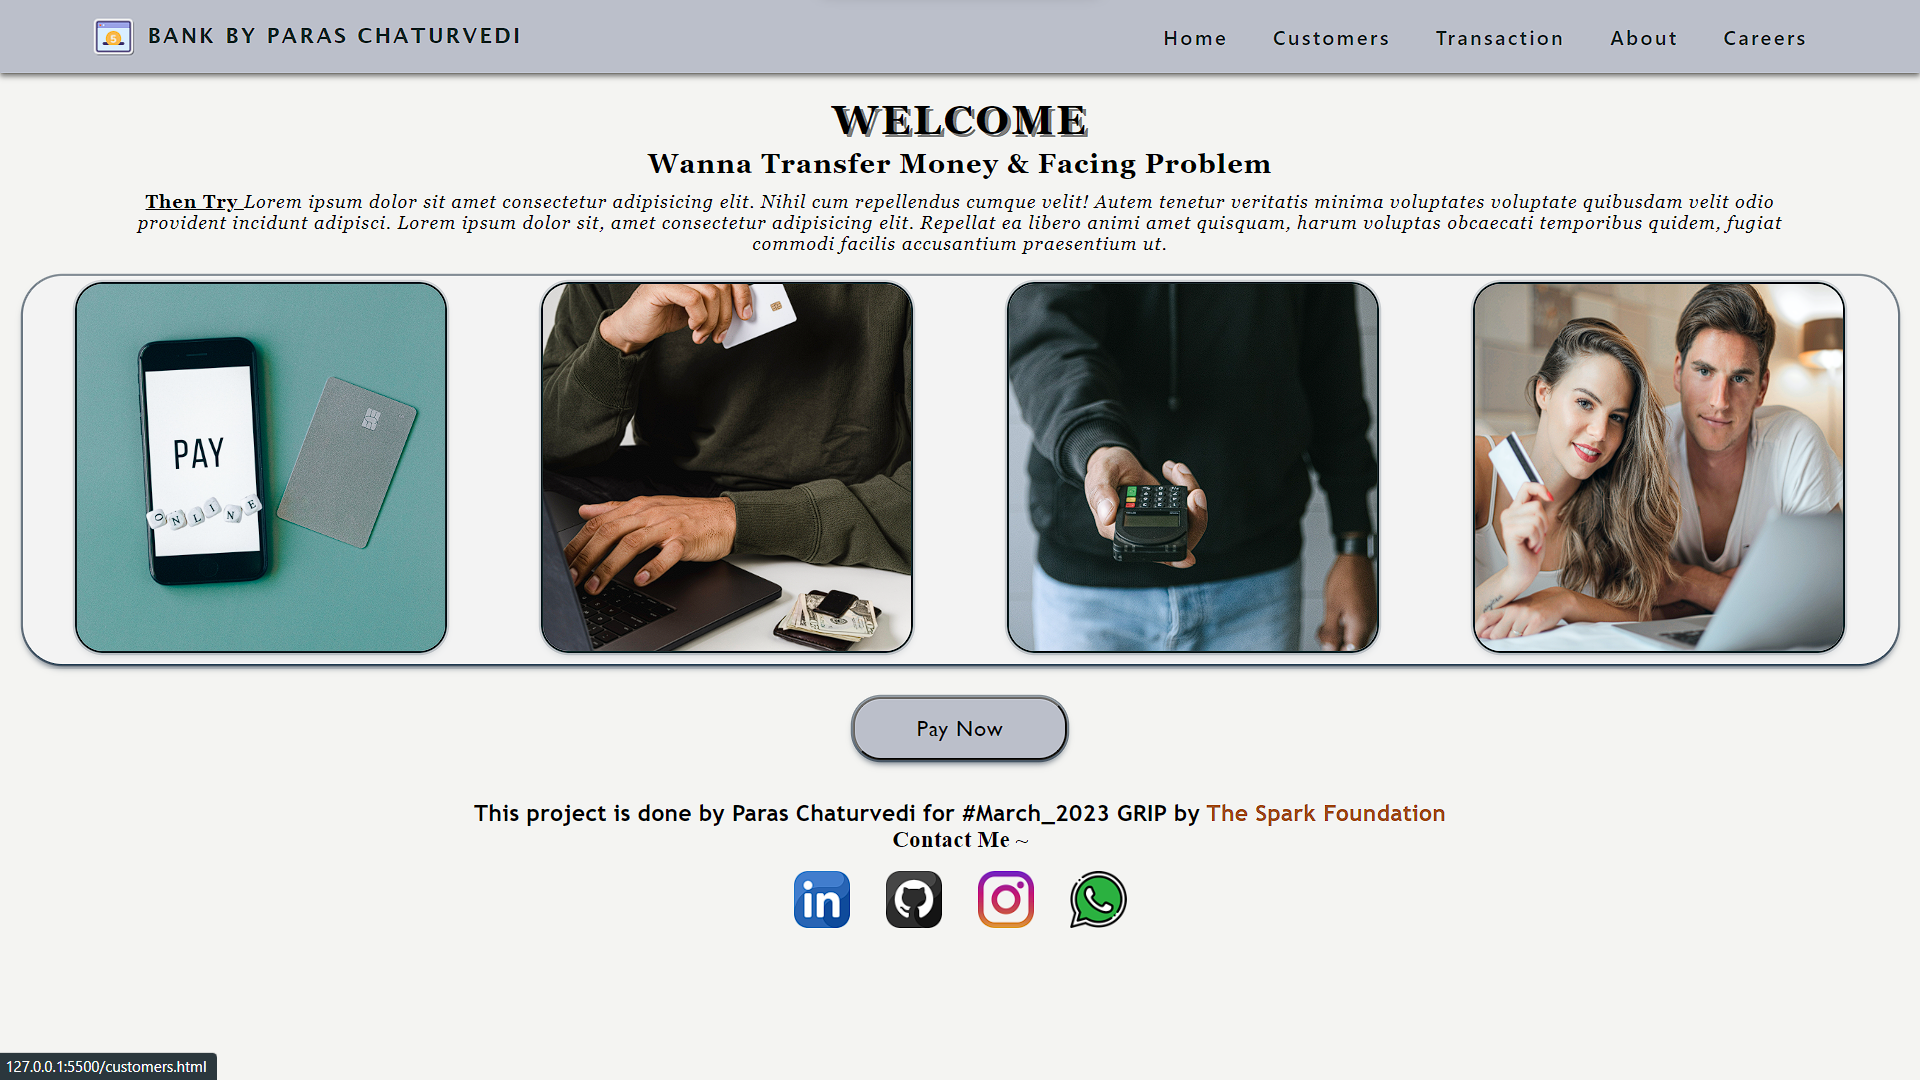 BANK BY PARAS CHATURVEDI
Home Customers Transaction About Careers
WELCOME
Wanna Transfer Money & Facing Problem
Then Try Lorem ipsum dolor sit amet consectetur adipisicing elit. Nihil cum repellendus cumque velit! Autem tenetur veritatis minima voluptates voluptate quibusdam velit odio
provident incidunt adipisci. Lorem ipsum dolor sit, amet consectetur adipisicing elit. Repellat ea libero animi amet quisquam, harum voluptas obcaecati temporibus quidem, fugiat
commodi facilis accusantium praesentium ut.
PAY
ONLINE
Pay Now
This project is done by Paras Chaturvedi for #March_2023 GRIP by The Spark Foundation
Contact Me ~
in
127.0.0.1:5500/customers.html